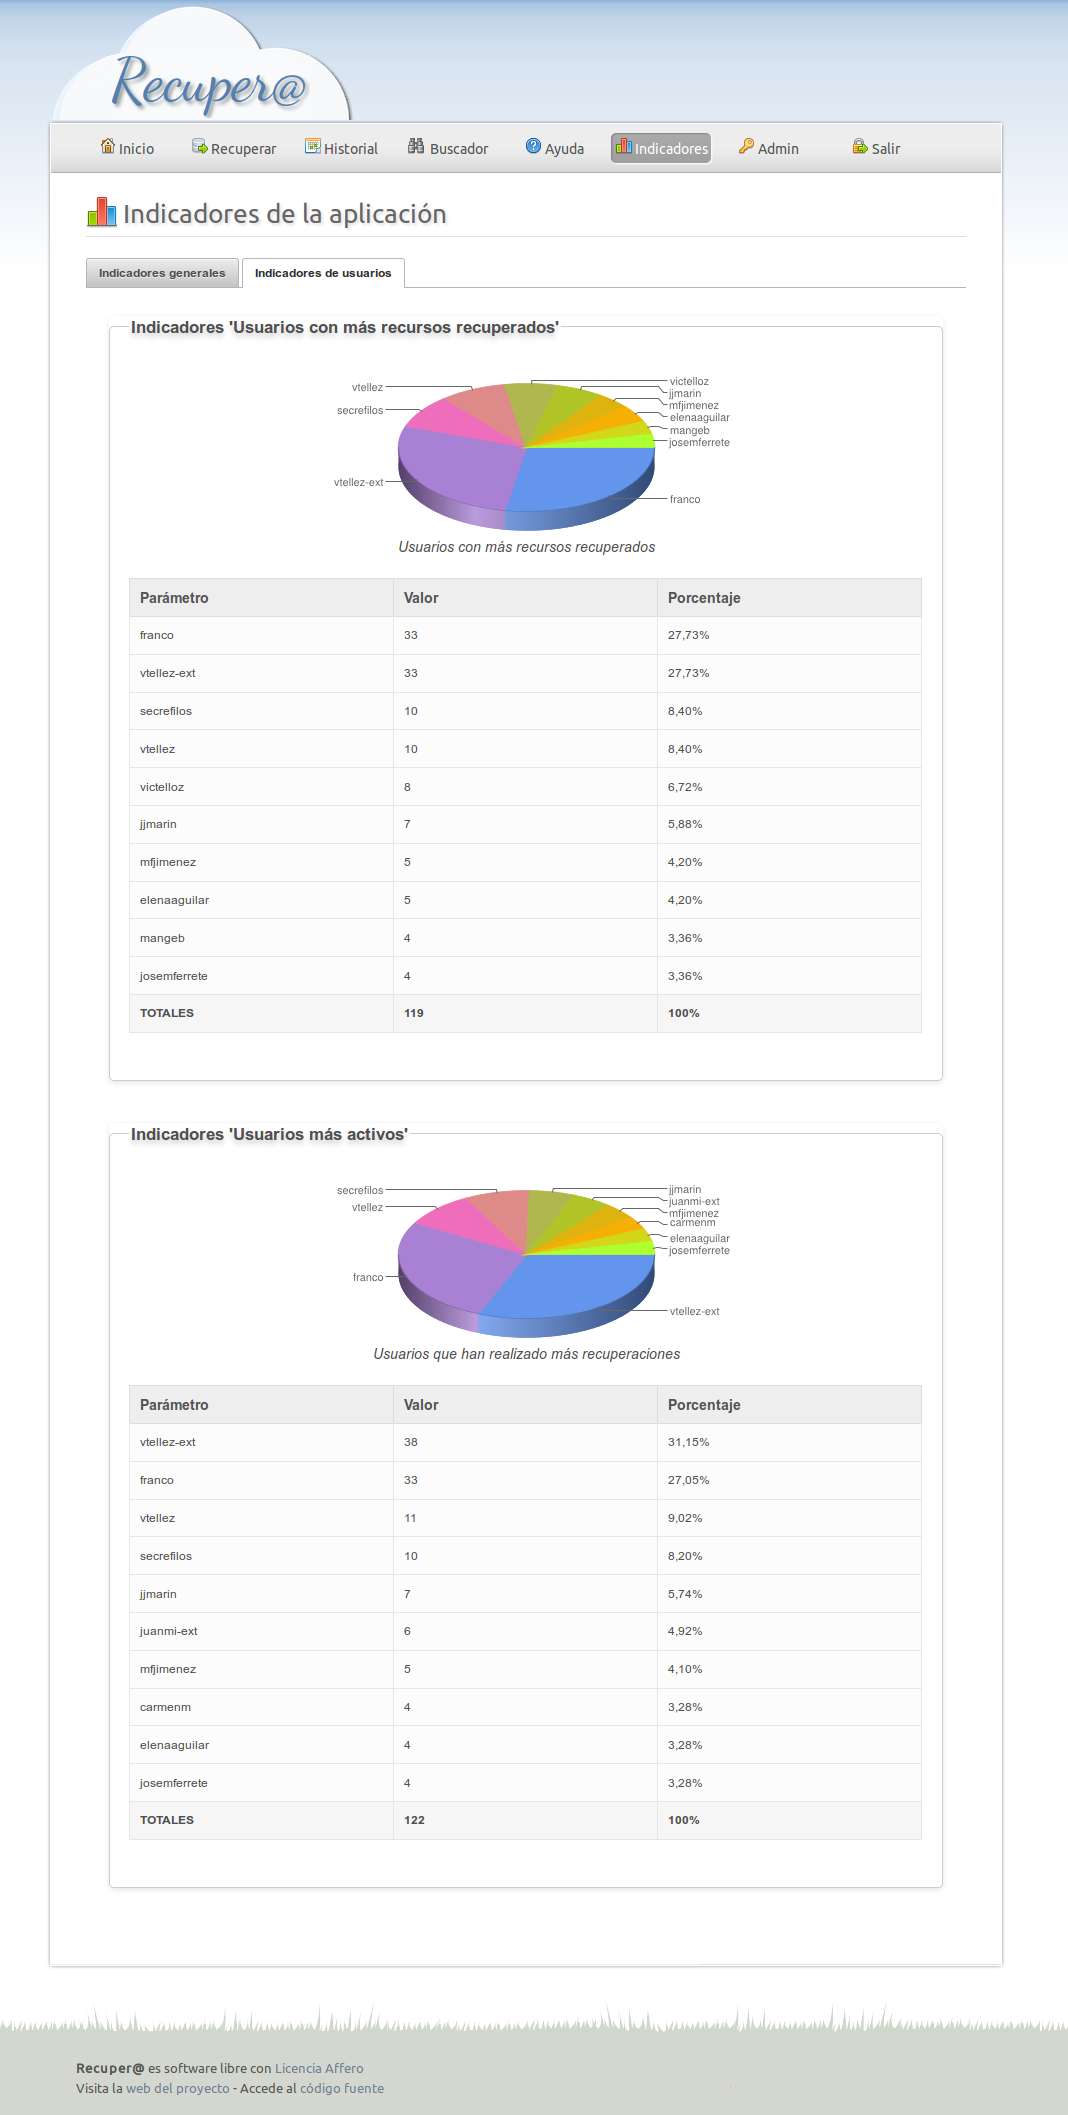 Recuper@
Inicio Recuperar Historial Buscador Ayuda Indicadores Admin Salir
Indicadores de la aplicación
Indicadores generales Indicadores de usuarios
Indicadores 'Usuarios con más recursos recuperados'
victelloz
vtellez
jjmarin
mfjimenez
secrefilos
elenaaguilar
mangeb
josemferrete
vtellez-ext
franco
Usuarios con más recursos recuperados
Parámetro Valor Porcentaje
franco 33 27,73%
vtellez-ext 33 27,73%
secrefilos 10 8,40%
vtellez 10 8,40%
victelloz 8 6,72%
jjmarin 7 5,88%
mfjimenez 5 4,20%
elenaaguilar 5 4,20%
mangeb 4 3,36%
josemferrete 4 3,36%
TOTALES 119 100%
Indicadores 'Usuarios más activos'
secrefilos
jjmarin
juanmi-ext
vtellez
mfjimenez
carmenm
elenaaguilar
josemferrete
franco
vtellez-ext
Usuarios que han realizado más recuperaciones
Parámetro Valor Porcentaje
vtellez-ext 38 31,15%
franco 33 27,05%
vtellez 11 9,02%
secrefilos 10 8,20%
jjmarin 7 5,74%
juanmi-ext 6 4,92%
mfjimenez 5 4,10%
carmenm 4 3,28%
elenaaguilar 4 3,28%
josemferrete 4 3,28%
TOTALES 122 100%
Recuper@ es software libre con Licencia Affero
Visita la web del proyecto - Accede al código fuente